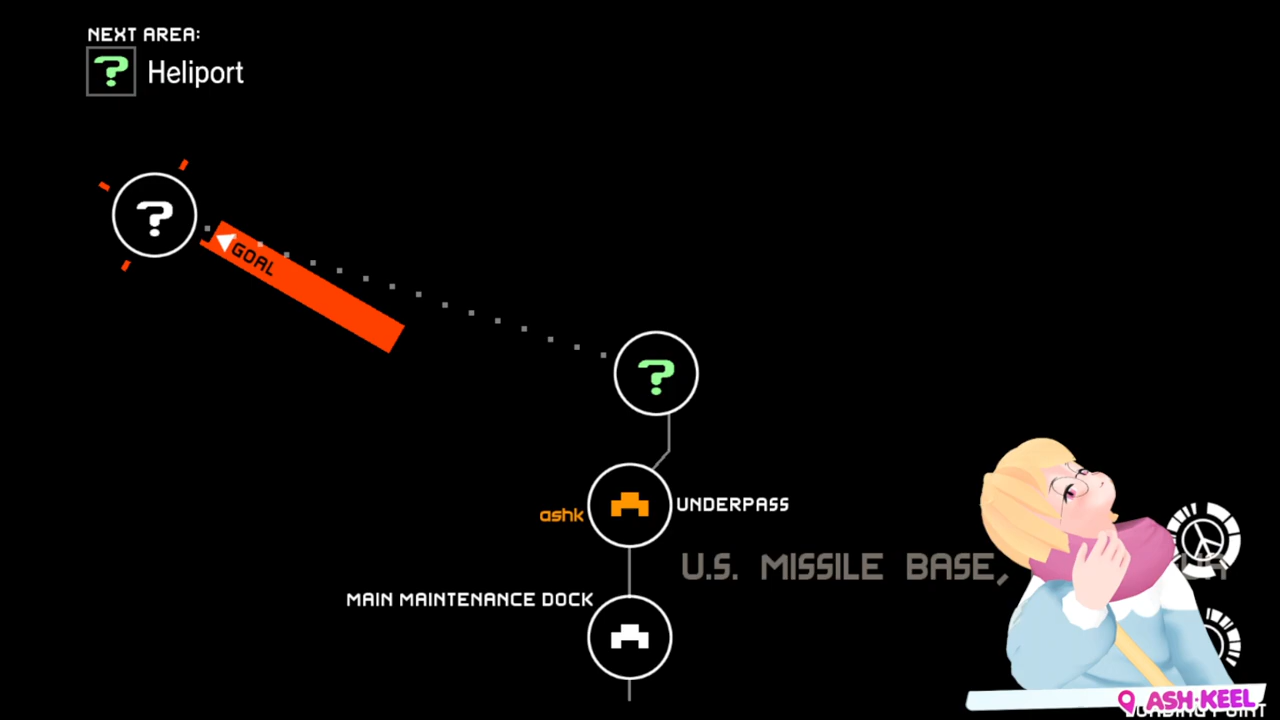 NEXT AREA:
? Heliport
?
GOAL
?
ashk
UNDERPASS
U.S. MISSILE BASE,
MAIN MAINTENANCE DOCK
ASH KEEL